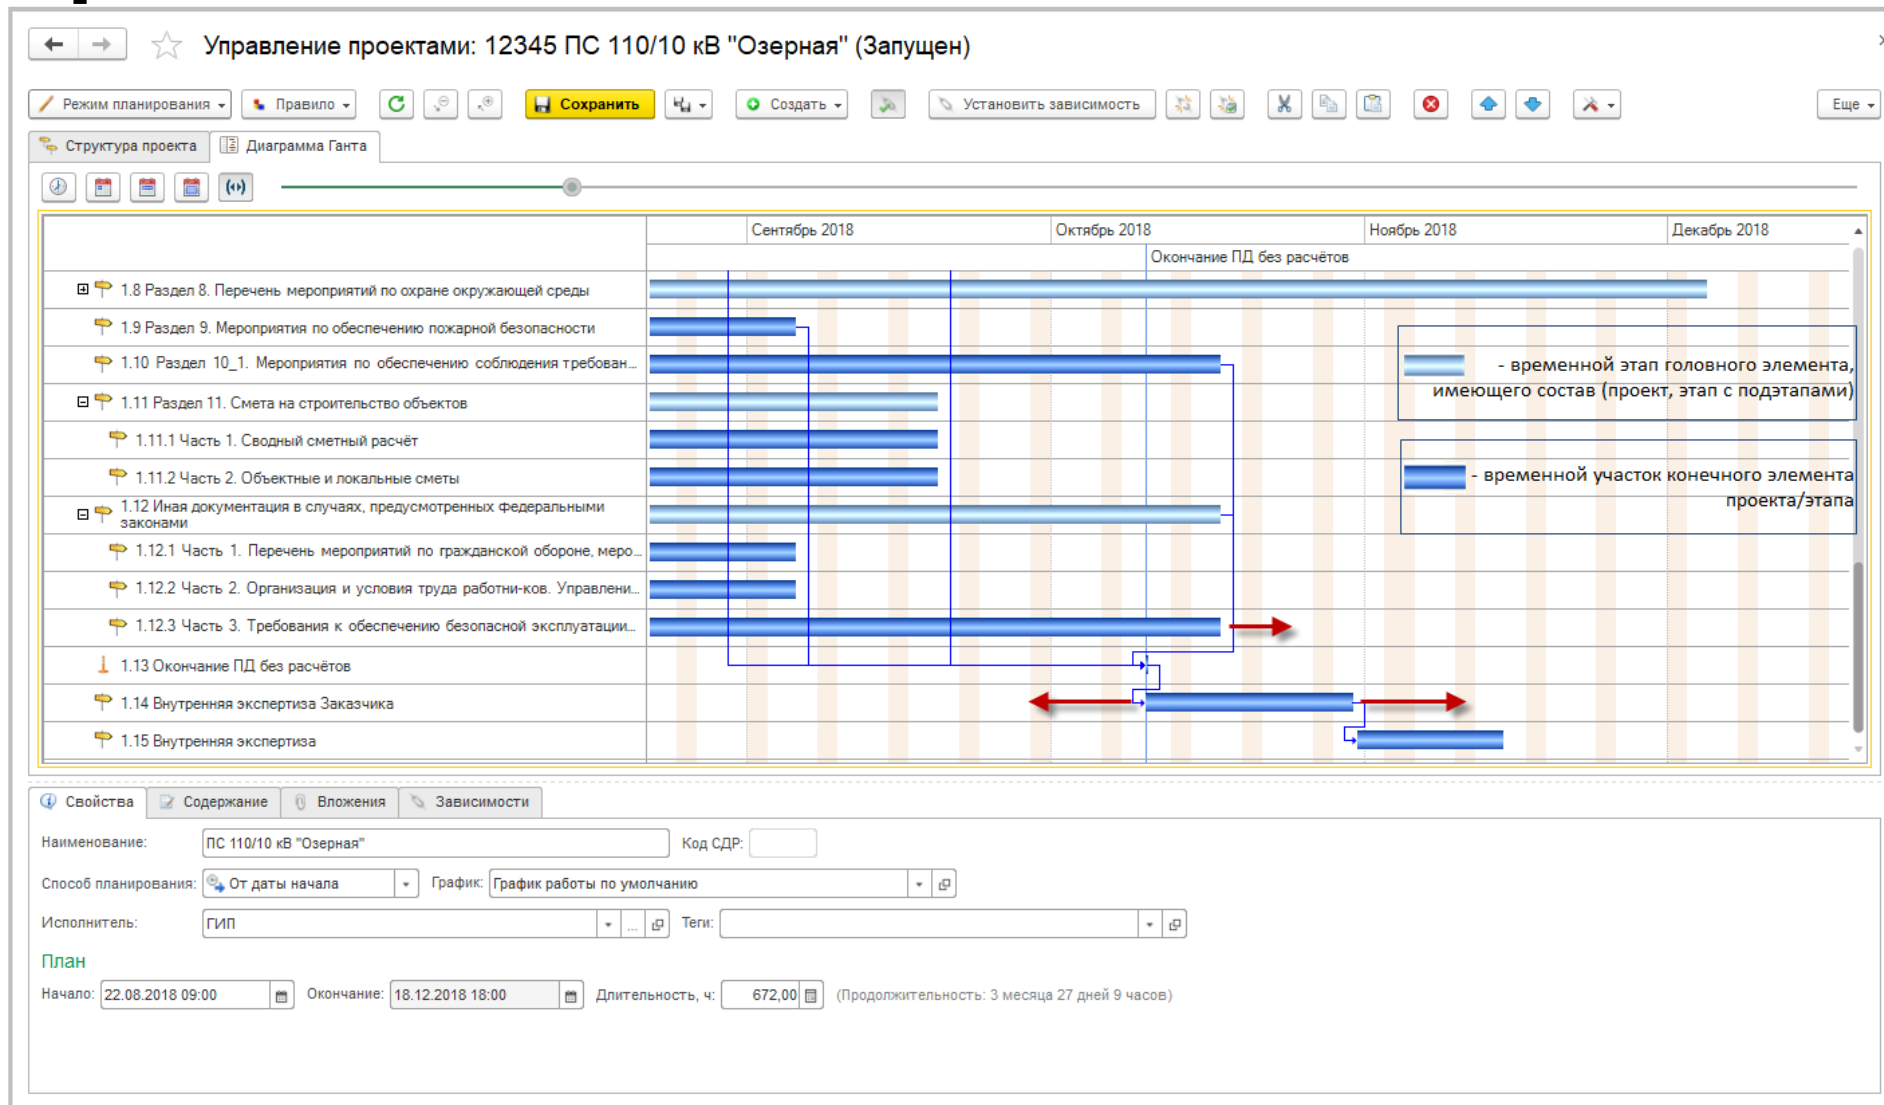 Управление проектами: 12345 ПС 110/10 кВ "Озерная" (Запущен)
Режим планирования Правило Сохранить Создать Установить зависимость Еще
Структура проекта Диаграмма Ганта
Сентябрь 2018 Октябрь 2018 Ноябрь 2018 Декабрь 2018
Окончание ПД без расчётов
1.8 Раздел 8. Перечень мероприятий по охране окружающей среды
1.9 Раздел 9. Мероприятия по обеспечению пожарной безопасности
1.10 Раздел 10_1. Мероприятия по обеспечению соблюдения требован...
- временной этап головного элемента,
имеющего состав (проект, этап с подэтапами)
1.11 Раздел 11. Смета на строительство объектов
1.11.1 Часть 1. Сводный сметный расчёт
1.11.2 Часть 2. Объектные и локальные сметы
- временной участок конечного элемента
проекта/этапа
1.12 Иная документация в случаях, предусмотренных федеральными
законами
1.12.1 Часть 1. Перечень мероприятий по гражданской обороне, меро...
1.12.2 Часть 2. Организация и условия труда работни-ков. Управлени...
1.12.3 Часть 3. Требования к обеспечению безопасной эксплуатации...
1.13 Окончание ПД без расчётов
1.14 Внутренняя экспертиза Заказчика
1.15 Внутренняя экспертиза
Свойства Содержание Вложения Зависимости
Наименование: ПС 110/10 кВ "Озерная" Код СДР:
Способ планирования: От даты начала График: График работы по умолчанию
Исполнитель: ГИП ... Теги:
План
Начало: 22.08.2018 09:00 Окончание: 18.12.2018 18:00 Длительность, ч: 672,00 (Продолжительность: 3 месяца 27 дней 9 часов)